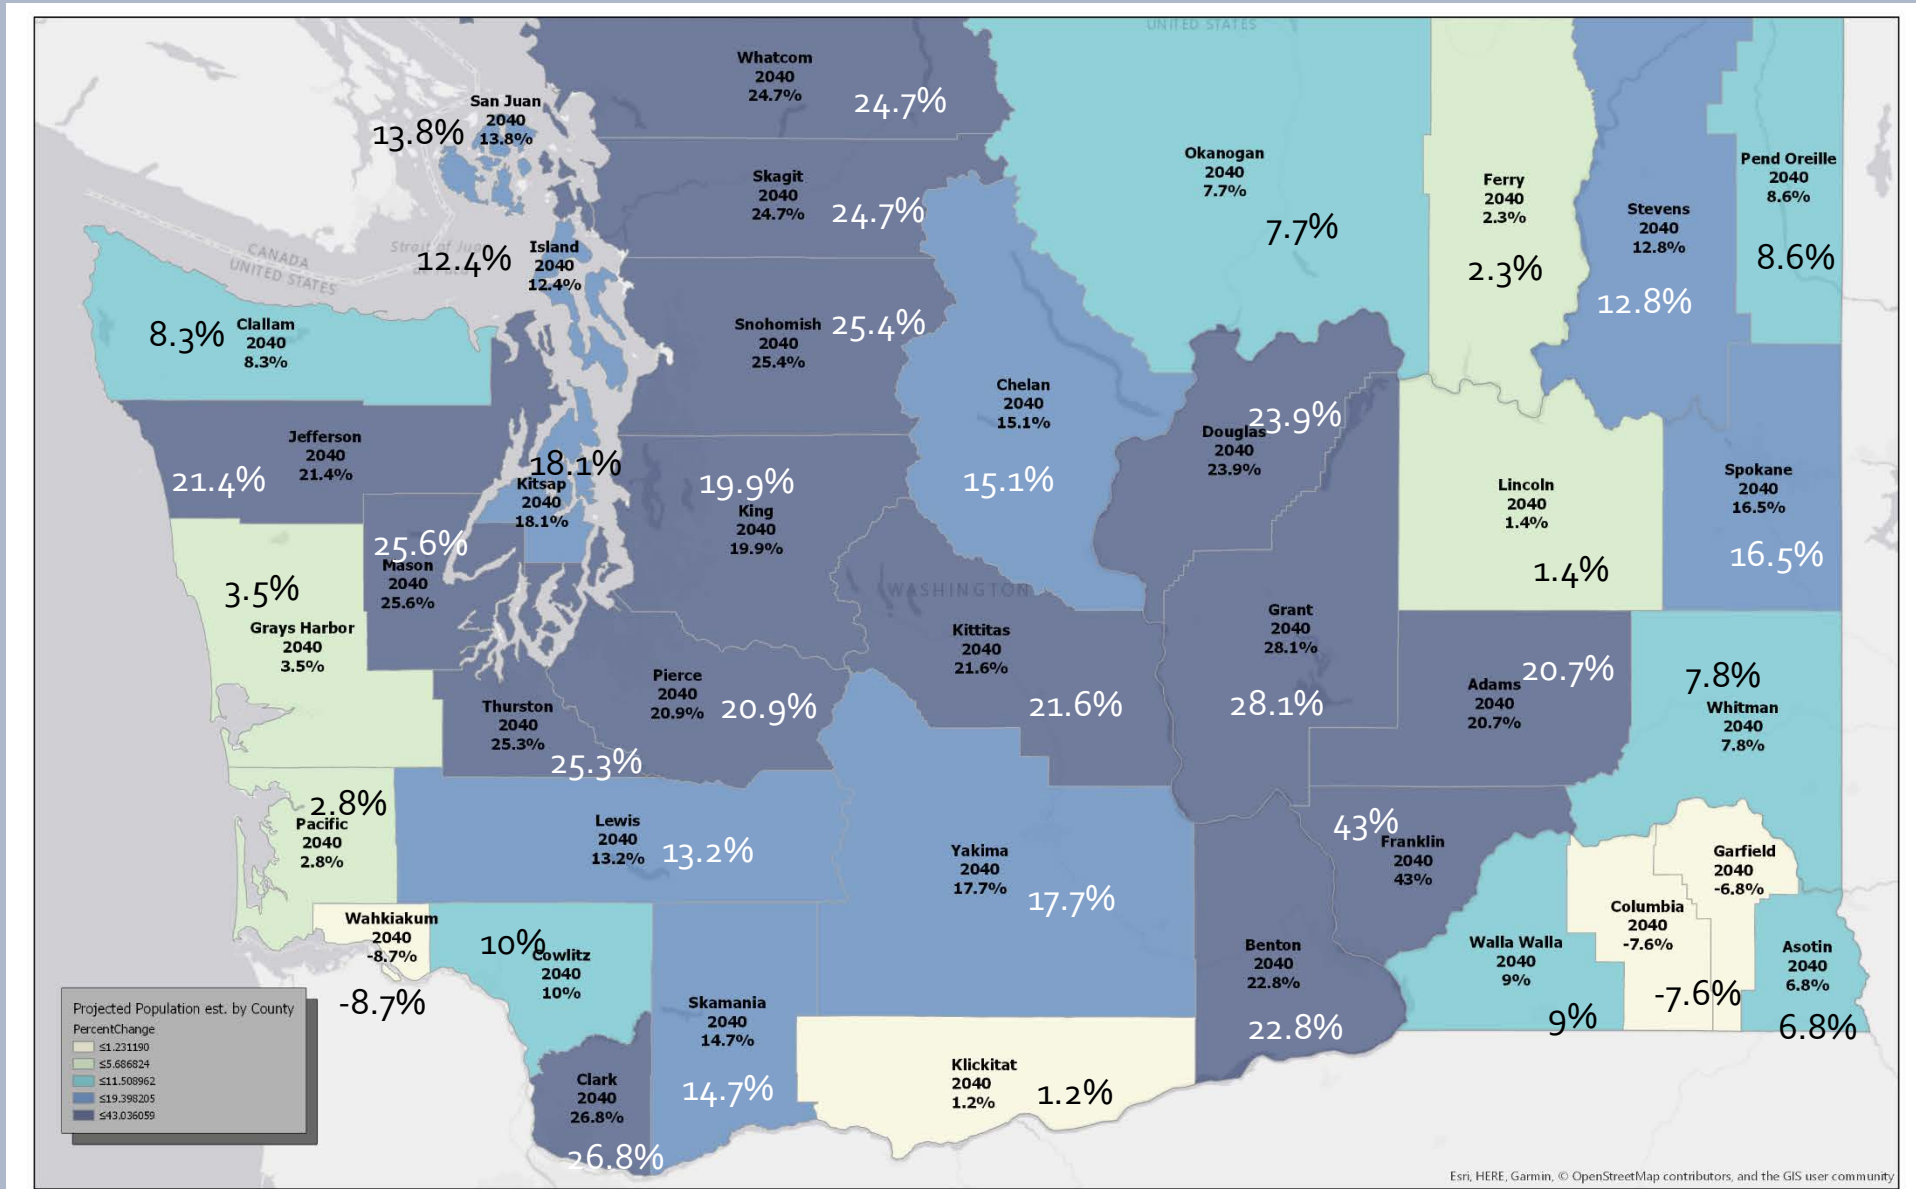 UNITED STATES
Whatcom
2040
24.7%
24.7%
San Juan
2040
13.8%
13.8%
Skagit
2040
24.7%
24.7%
Okanogan
2040
7.7%
7.7%
Ferry
2040
2.3%
2.3%
Stevens
2040
12.8%
12.8%
Pend Oreille
2040
8.6%
8.6%
CANADA
UNITED STATES
Strait of Jua
Island
2040
12.4%
12.4%
Clallam
2040
8.3%
8.3%
Snohomish
2040
25.4%
25.4%
Chelan
2040
15.1%
15.1%
Douglas
2040
23.9%
23.9%
Jefferson
2040
21.4%
21.4%
18.1%
Kitsap
2040
18.1%
19.9%
King
2040
19.9%
Lincoln
2040
1.4%
1.4%
Spokane
2040
16.5%
16.5%
25.6%
Mason
2040
25.6%
3.5%
Grays Harbor
2040
3.5%
WASHINGTON
Kittitas
2040
21.6%
21.6%
Grant
2040
28.1%
28.1%
Adams
2040
20.7%
20.7%
7.8%
Whitman
2040
7.8%
Pierce
2040
20.9%
20.9%
Thurston
2040
25.3%
25.3%
2.8%
Pacific
2040
2.8%
Lewis
2040
13.2%
13.2%
Yakima
2040
17.7%
17.7%
43%
Franklin
2040
43%
Garfield
2040
-6.8%
Columbia
2040
-7.6%
-7.6%
Wahkiakum
2040
-8.7%
-8.7%
10%
Cowlitz
2040
10%
Benton
2040
22.8%
22.8%
Walla Walla
2040
9%
9%
Asotin
2040
6.8%
6.8%
Skamania
2040
14.7%
14.7%
Klickitat
2040
1.2%
1.2%
Clark
2040
26.8%
26.8%
Projected Population est. by County
PercentChange
≤1.231190
≤5.686824
≤11.508962
≤19.398205
≤43.036059
Esri, HERE, Garmin, © OpenStreetMap contributors, and the GIS user community